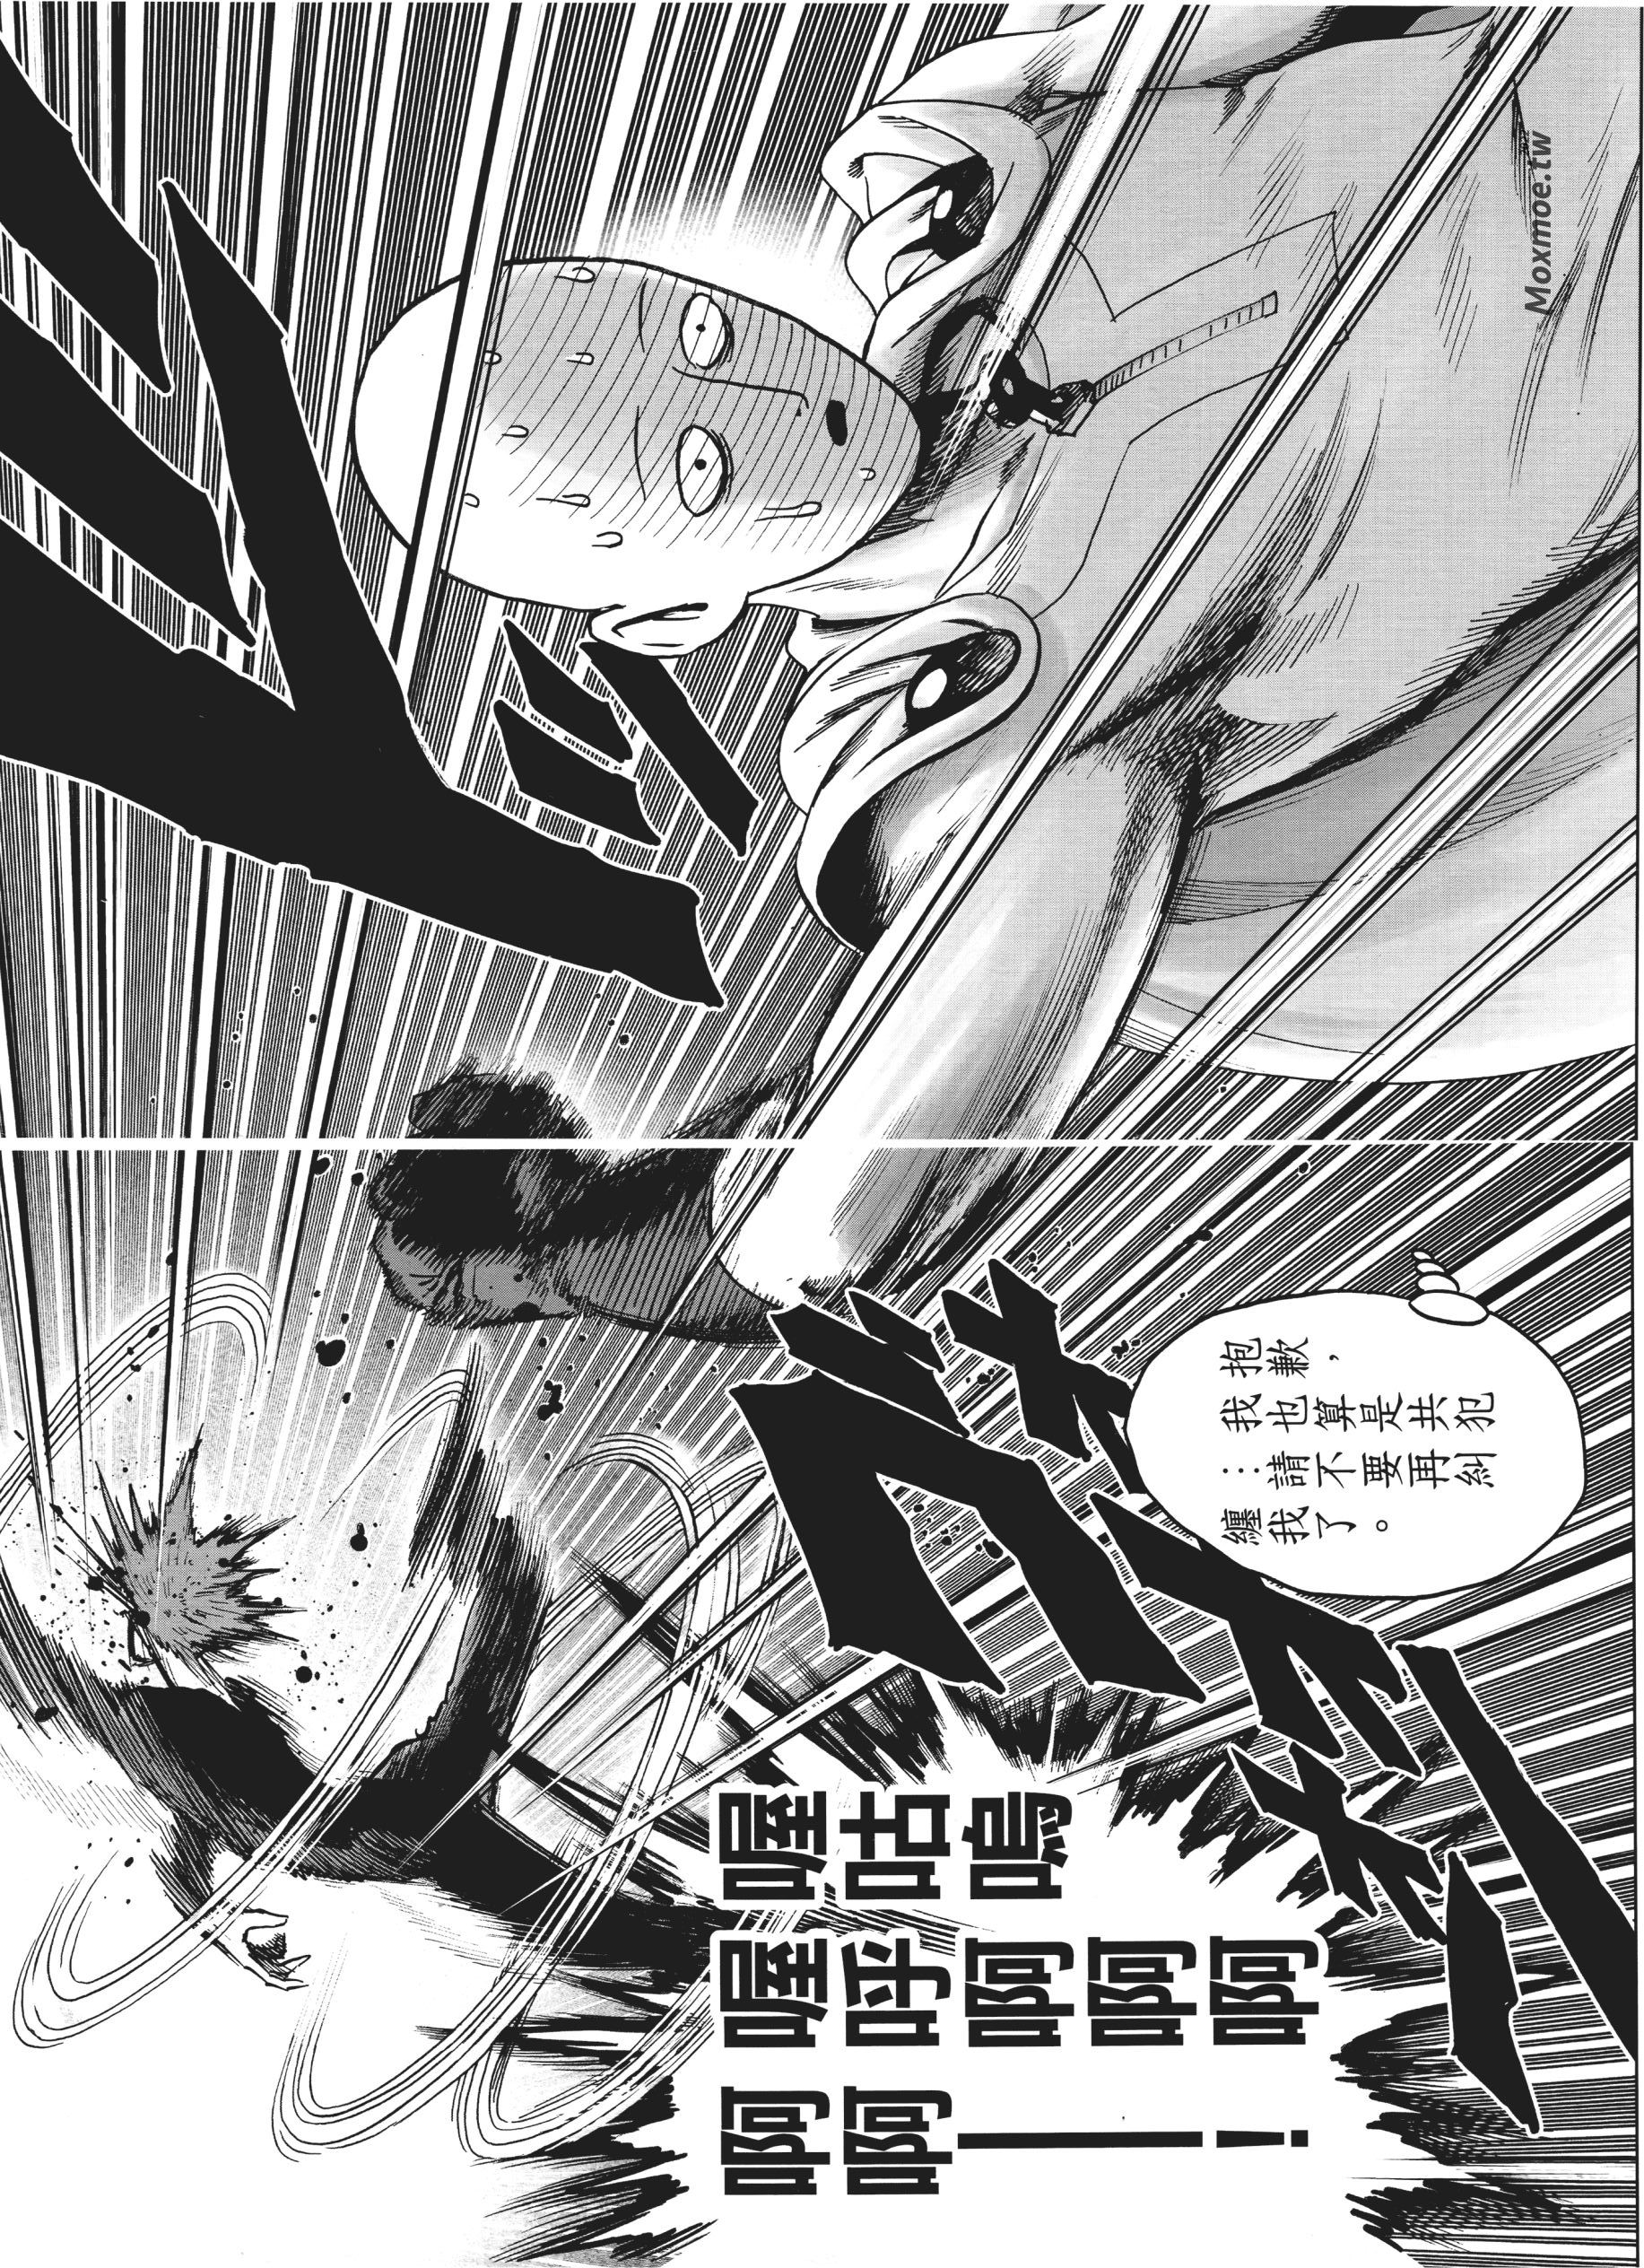 Moxmoe.tw
抱歉，
我也算是共犯
…請不要再糾
纏我了。
喔咕嗚
喔呼啊啊啊
啊啊——！